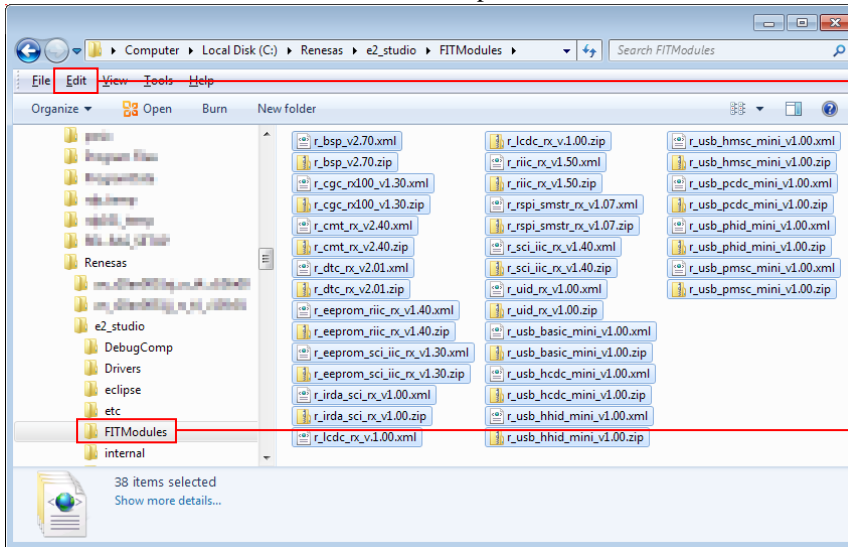 Computer ▸ Local Disk (C:) ▸ Renesas ▸ e2_studio ▸ FITModules ▸
Search FITModules
File Edit View Tools Help
Organize ▾ Open Burn New folder
Renesas
e2_studio
DebugComp
Drivers
eclipse
etc
FITModules
internal
r_bsp_v2.70.xml
r_bsp_v2.70.zip
r_cgc_rx100_v1.30.xml
r_cgc_rx100_v1.30.zip
r_cmt_rx_v2.40.xml
r_cmt_rx_v2.40.zip
r_dtc_rx_v2.01.xml
r_dtc_rx_v2.01.zip
r_eeprom_riic_rx_v1.40.xml
r_eeprom_riic_rx_v1.40.zip
r_eeprom_sci_iic_rx_v1.30.xml
r_eeprom_sci_iic_rx_v1.30.zip
r_irda_sci_rx_v1.00.xml
r_irda_sci_rx_v1.00.zip
r_lcdc_rx_v.1.00.xml
r_lcdc_rx_v.1.00.zip
r_riic_rx_v1.50.xml
r_riic_rx_v1.50.zip
r_rspi_smstr_rx_v1.07.xml
r_rspi_smstr_rx_v1.07.zip
r_sci_iic_rx_v1.40.xml
r_sci_iic_rx_v1.40.zip
r_uid_rx_v1.00.xml
r_uid_rx_v1.00.zip
r_usb_basic_mini_v1.00.xml
r_usb_basic_mini_v1.00.zip
r_usb_hcdc_mini_v1.00.xml
r_usb_hcdc_mini_v1.00.zip
r_usb_hhid_mini_v1.00.xml
r_usb_hhid_mini_v1.00.zip
r_usb_hmsc_mini_v1.00.xml
r_usb_hmsc_mini_v1.00.zip
r_usb_pcdc_mini_v1.00.xml
r_usb_pcdc_mini_v1.00.zip
r_usb_phid_mini_v1.00.xml
r_usb_phid_mini_v1.00.zip
r_usb_pmsc_mini_v1.00.xml
r_usb_pmsc_mini_v1.00.zip
38 items selected
Show more details...